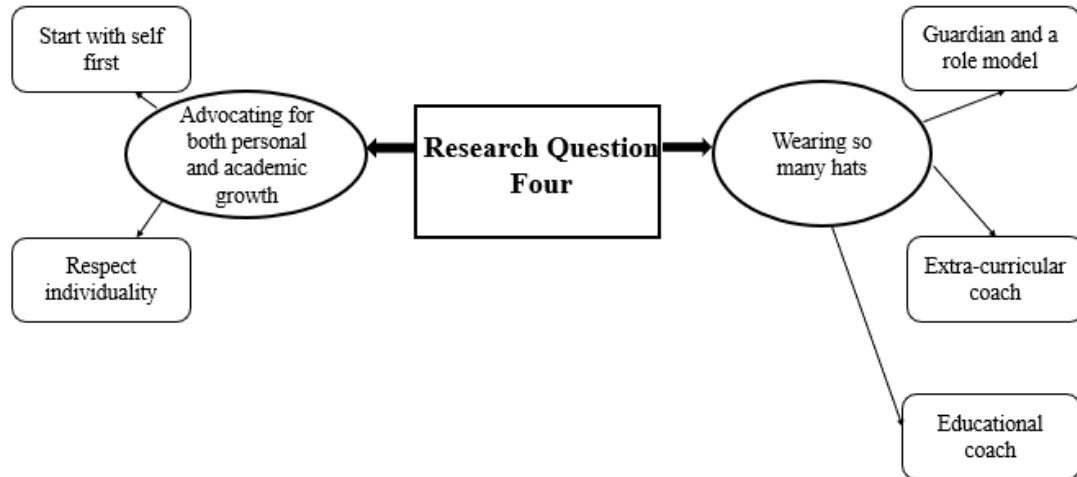 Start with self
first
Advocating for
both personal
and academic
growth
Respect
individuality
Research Question
Four
Wearing so
many hats
Guardian and a
role model
Extra-curricular
coach
Educational
coach